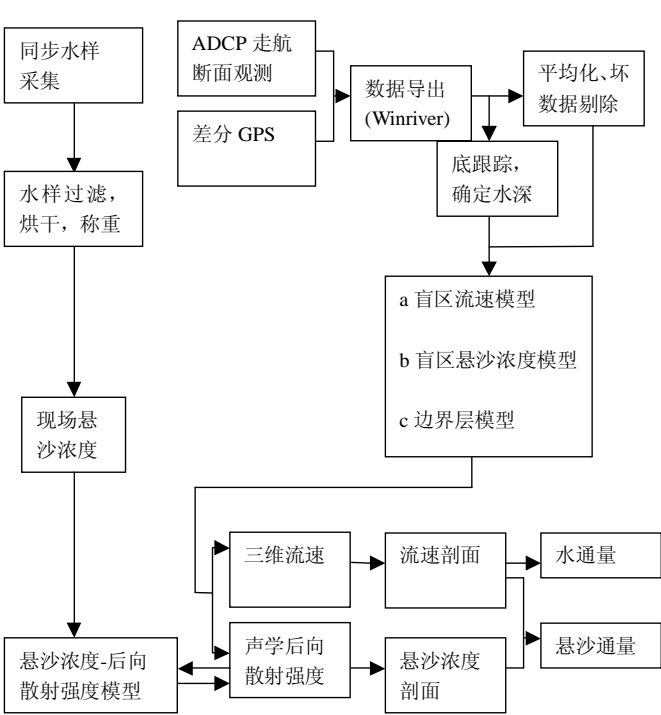 同步水样
采集
ADCP 走航
断面观测
差分 GPS
数据导出
(Winriver)
平均化、坏
数据剔除
底跟踪，
确定水深
水样过滤，
烘干，称重
a 盲区流速模型
b 盲区悬沙浓度模型
c 边界层模型
现场悬
沙浓度
三维流速
流速剖面
水通量
悬沙浓度-后向
散射强度模型
声学后向
散射强度
悬沙浓度
剖面
悬沙通量